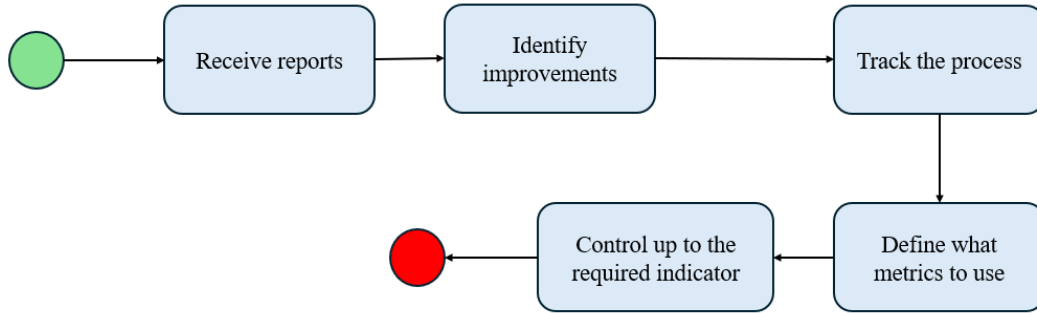 Receive reports
Identify
improvements
Track the process
Control up to the
required indicator
Define what
metrics to use